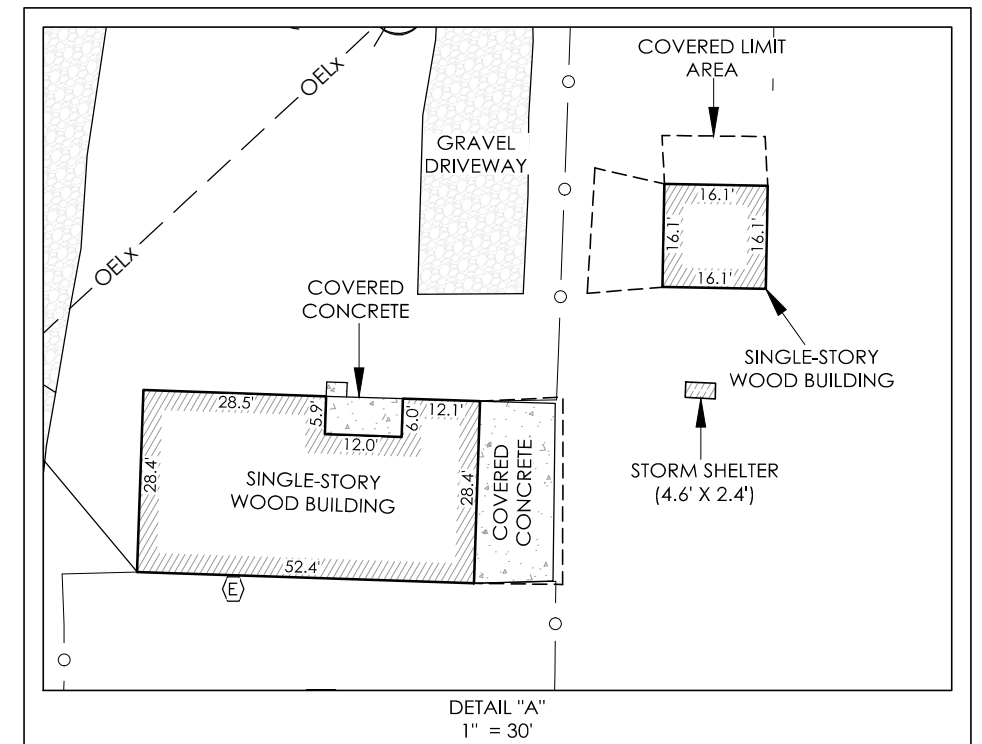 COVERED LIMIT
AREA
OELx
GRAVEL
DRIVEWAY
16.1'
16.1'
16.1'
16.1'
OELx
COVERED
CONCRETE
SINGLE-STORY
WOOD BUILDING
28.5'
5.9'
12.0'
6.0'
12.1'
28.4'
SINGLE-STORY
WOOD BUILDING
28.4'
COVERED
CONCRETE
STORM SHELTER
(4.6' X 2.4')
52.4'
E
DETAIL "A"
1" = 30'